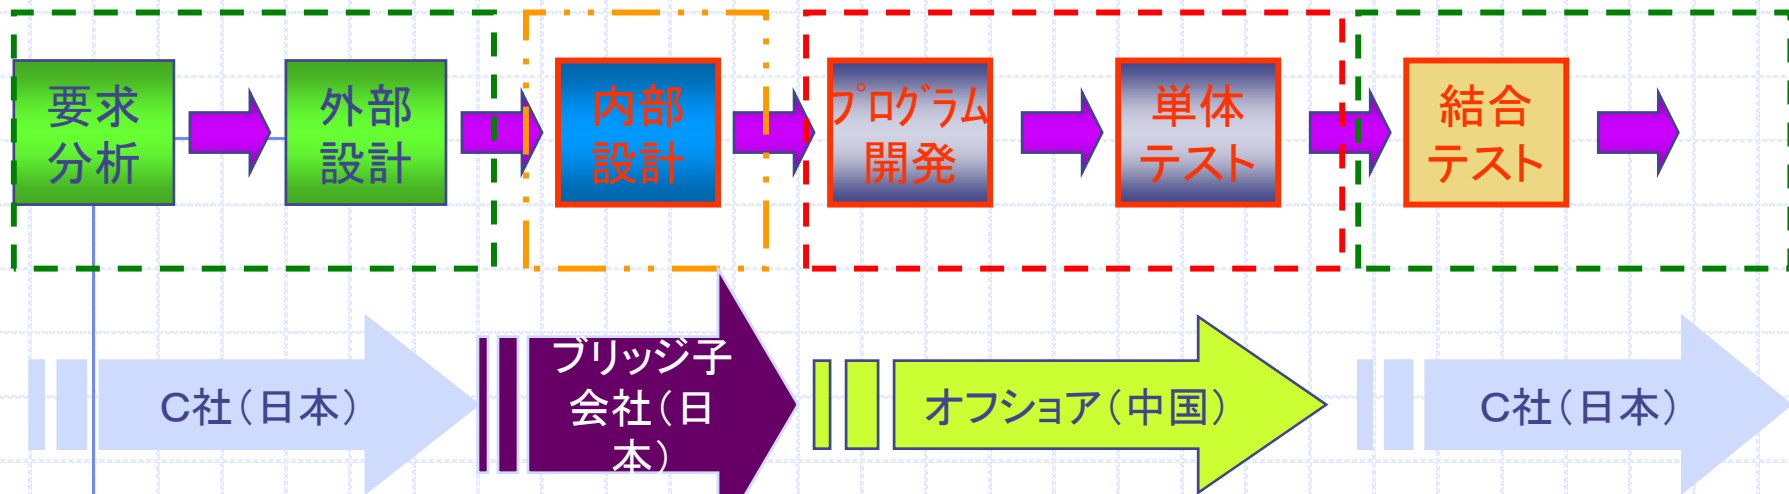 要求
分析
外部
設計
内部
設計
プログラム
開発
単体
テスト
結合
テスト
C社(日本)
ブリッジ子
会社(日
本)
オフショア(中国)
C社(日本)